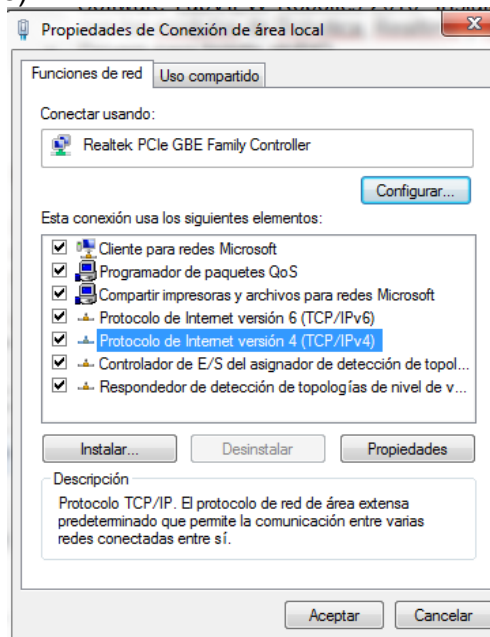 Propiedades de Conexión de área local
Funciones de red
Uso compartido
Conectar usando:
Realtek PCIe GBE Family Controller
Configurar...
Esta conexión usa los siguientes elementos:
Cliente para redes Microsoft
Programador de paquetes QoS
Compartir impresoras y archivos para redes Microsoft
Protocolo de Internet versión 6 (TCP/IPv6)
Protocolo de Internet versión 4 (TCP/IPv4)
Controlador de E/S del asignador de detección de topol...
Respondedor de detección de topologías de nivel de v...
Instalar...
Desinstalar
Propiedades
Descripción
Protocolo TCP/IP. El protocolo de red de área extensa
predeterminado que permite la comunicación entre varias
redes conectadas entre sí.
Aceptar
Cancelar